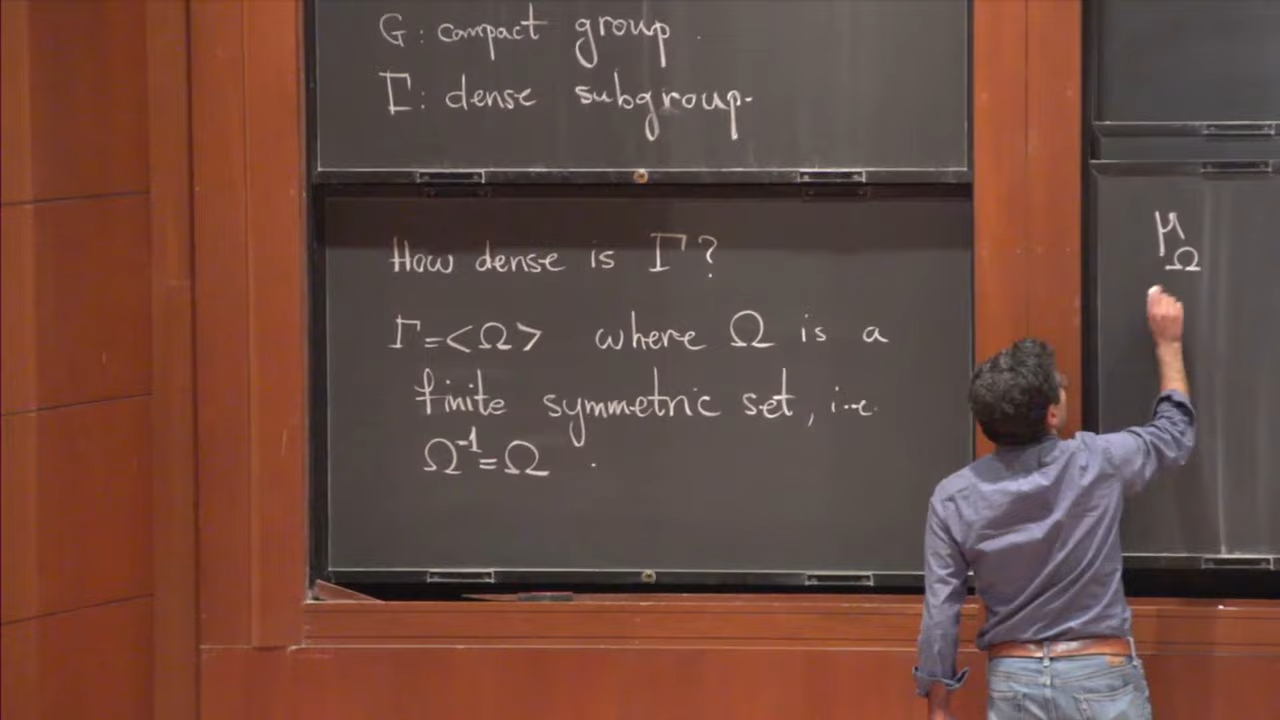 G: compact group.
Γ: dense subgroup.
How dense is Γ?
Γ=<Ω> where Ω is a
finite symmetric set, i.e.
Ω⁻¹=Ω .
μ_Ω